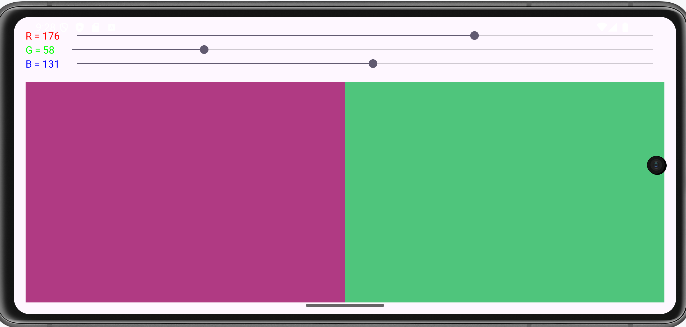 R = 176
G = 58
B = 131